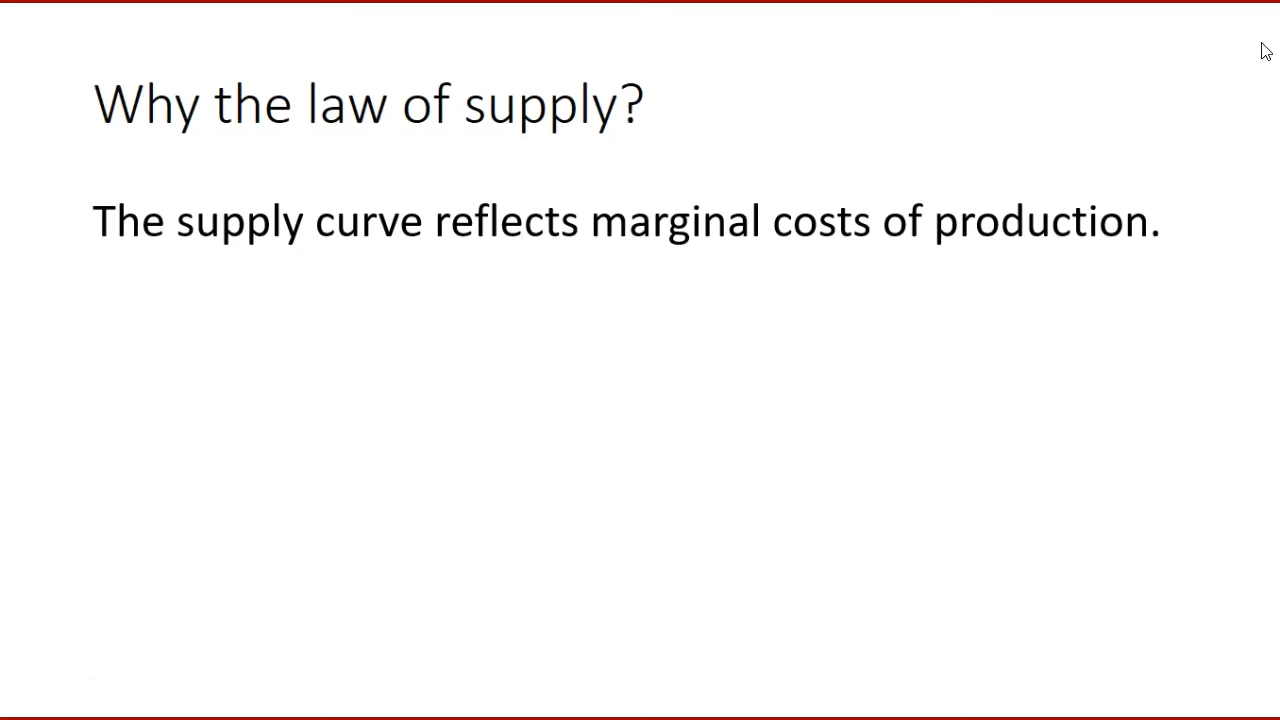 Why the law of supply?
The supply curve reflects marginal costs of production.